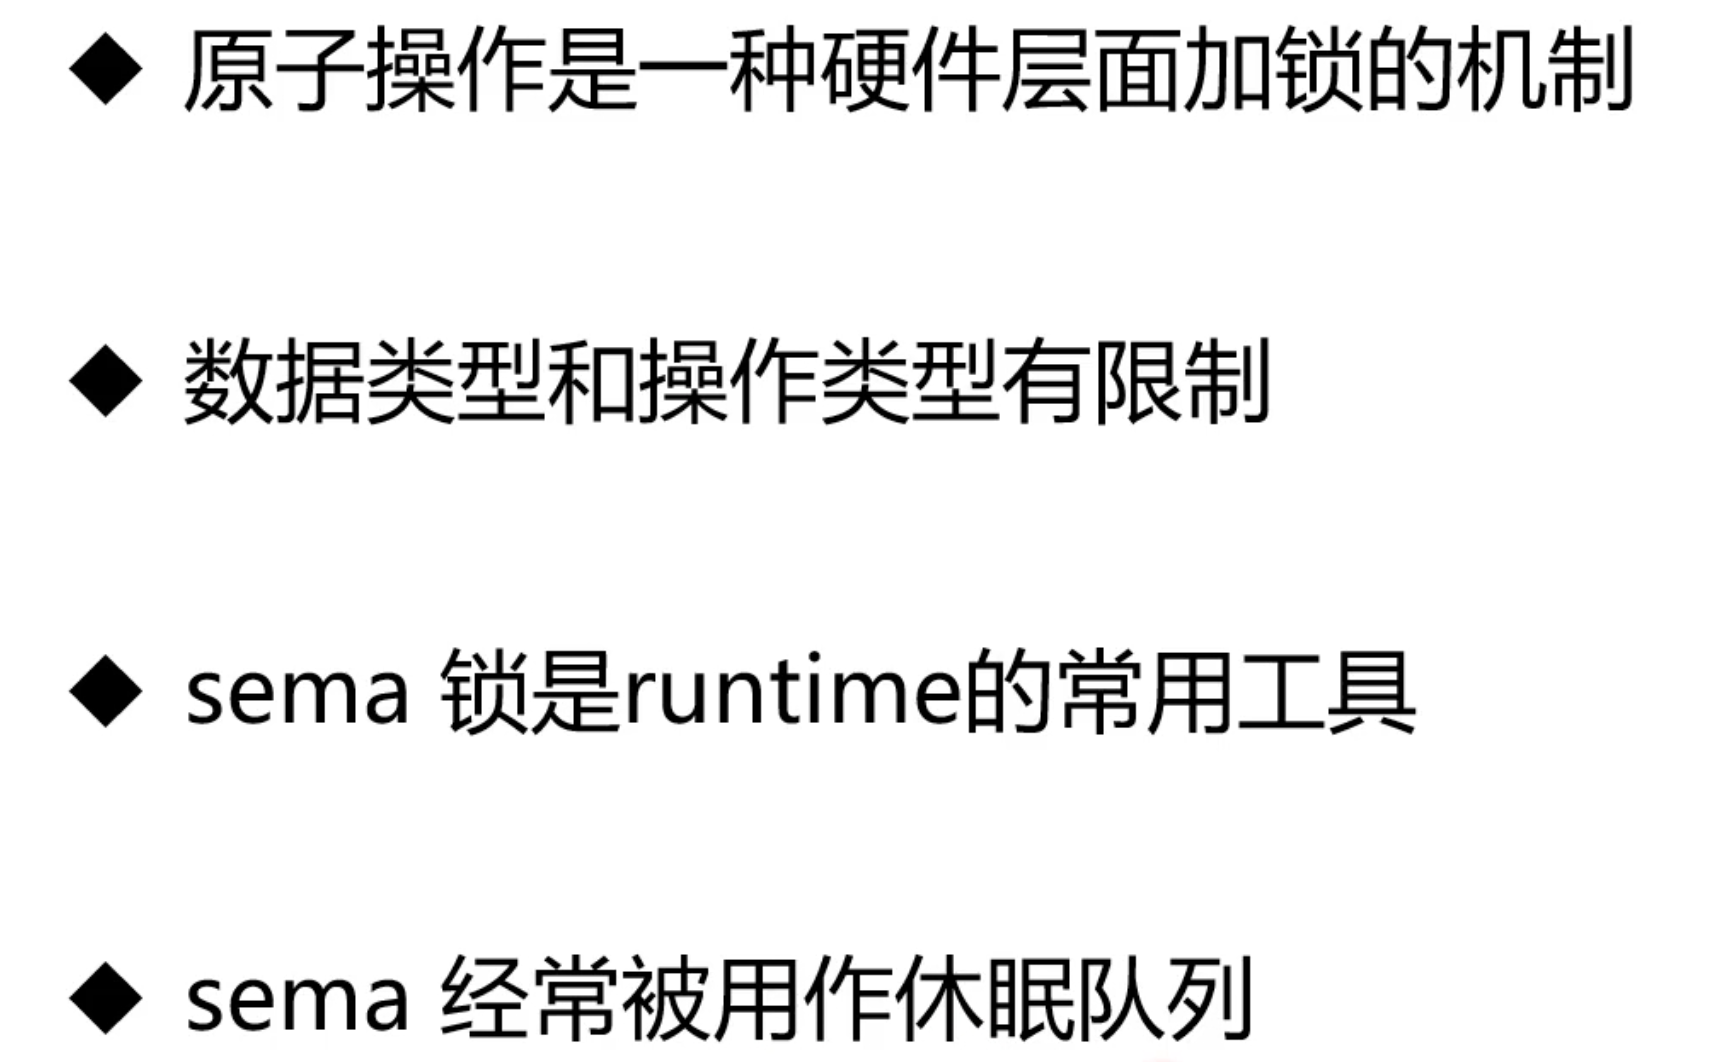 ◆ 原子操作是一种硬件层面加锁的机制
◆ 数据类型和操作类型有限制
◆ sema 锁是runtime的常用工具
◆ sema 经常被用作休眠队列